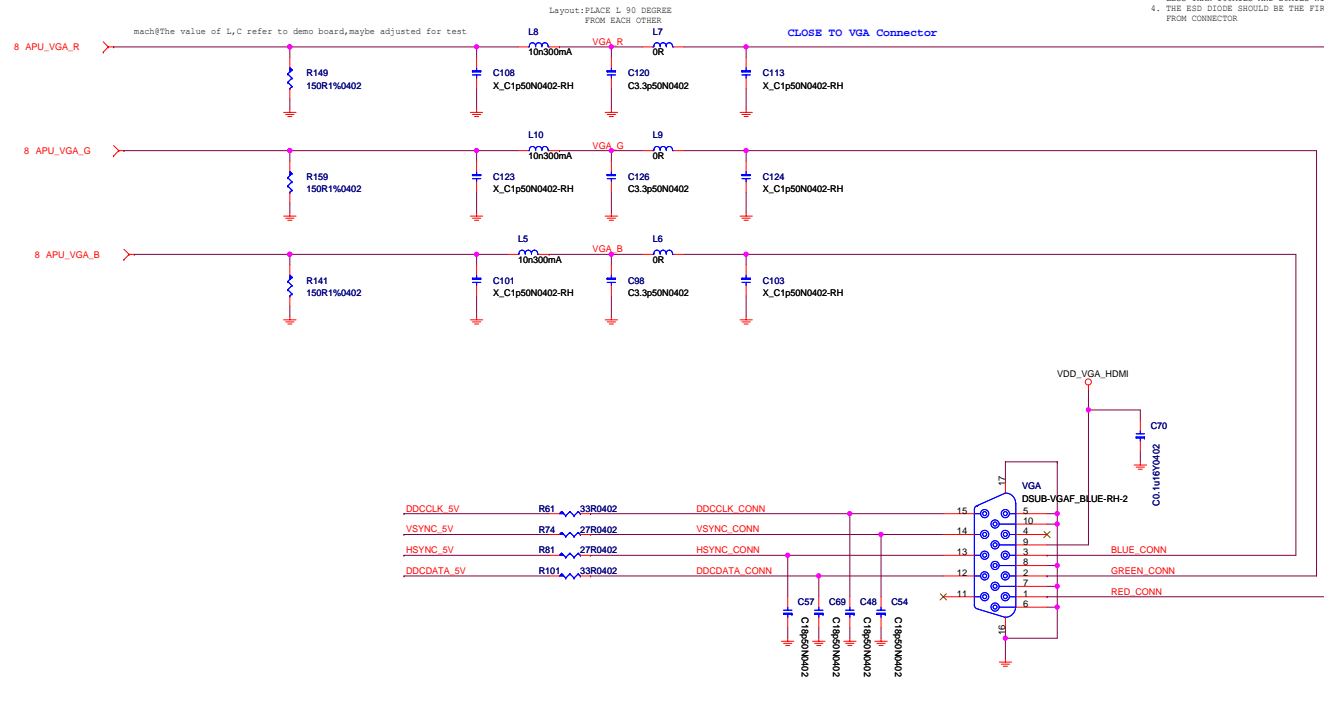 Layout:PLACE L 90 DEGREE
FROM EACH OTHER
4. THE ESD DIODE SHOULD BE THE FIR
FROM CONNECTOR
mach@The value of L,C refer to demo board,maybe adjusted for test
CLOSE TO VGA Connector
8 APU_VGA_R
L8
10n300mA
VGA_R
L7
0R
R149
150R1%0402
C108
X_C1p50N0402-RH
C120
C3.3p50N0402
C113
X_C1p50N0402-RH
8 APU_VGA_G
L10
10n300mA
VGA_G
L9
0R
R159
150R1%0402
C123
X_C1p50N0402-RH
C126
C3.3p50N0402
C124
X_C1p50N0402-RH
8 APU_VGA_B
L5
10n300mA
VGA_B
L6
0R
R141
150R1%0402
C101
X_C1p50N0402-RH
C98
C3.3p50N0402
C103
X_C1p50N0402-RH
VDD_VGA_HDMI
C70
C0.1u16Y0402
VGA
DSUB-VGAF_BLUE-RH-2
17
DDCCLK_5V
R61
33R0402
DDCCLK_CONN
15
5
10
VSYNC_5V
R74
27R0402
VSYNC_CONN
14
4
9
HSYNC_5V
R81
27R0402
HSYNC_CONN
13
3
BLUE_CONN
8
DDCDATA_5V
R101
33R0402
DDCDATA_CONN
12
2
GREEN_CONN
7
11
1
RED_CONN
6
16
C57
C18p50N0402
C69
C18p50N0402
C48
C18p50N0402
C54
C18p50N0402